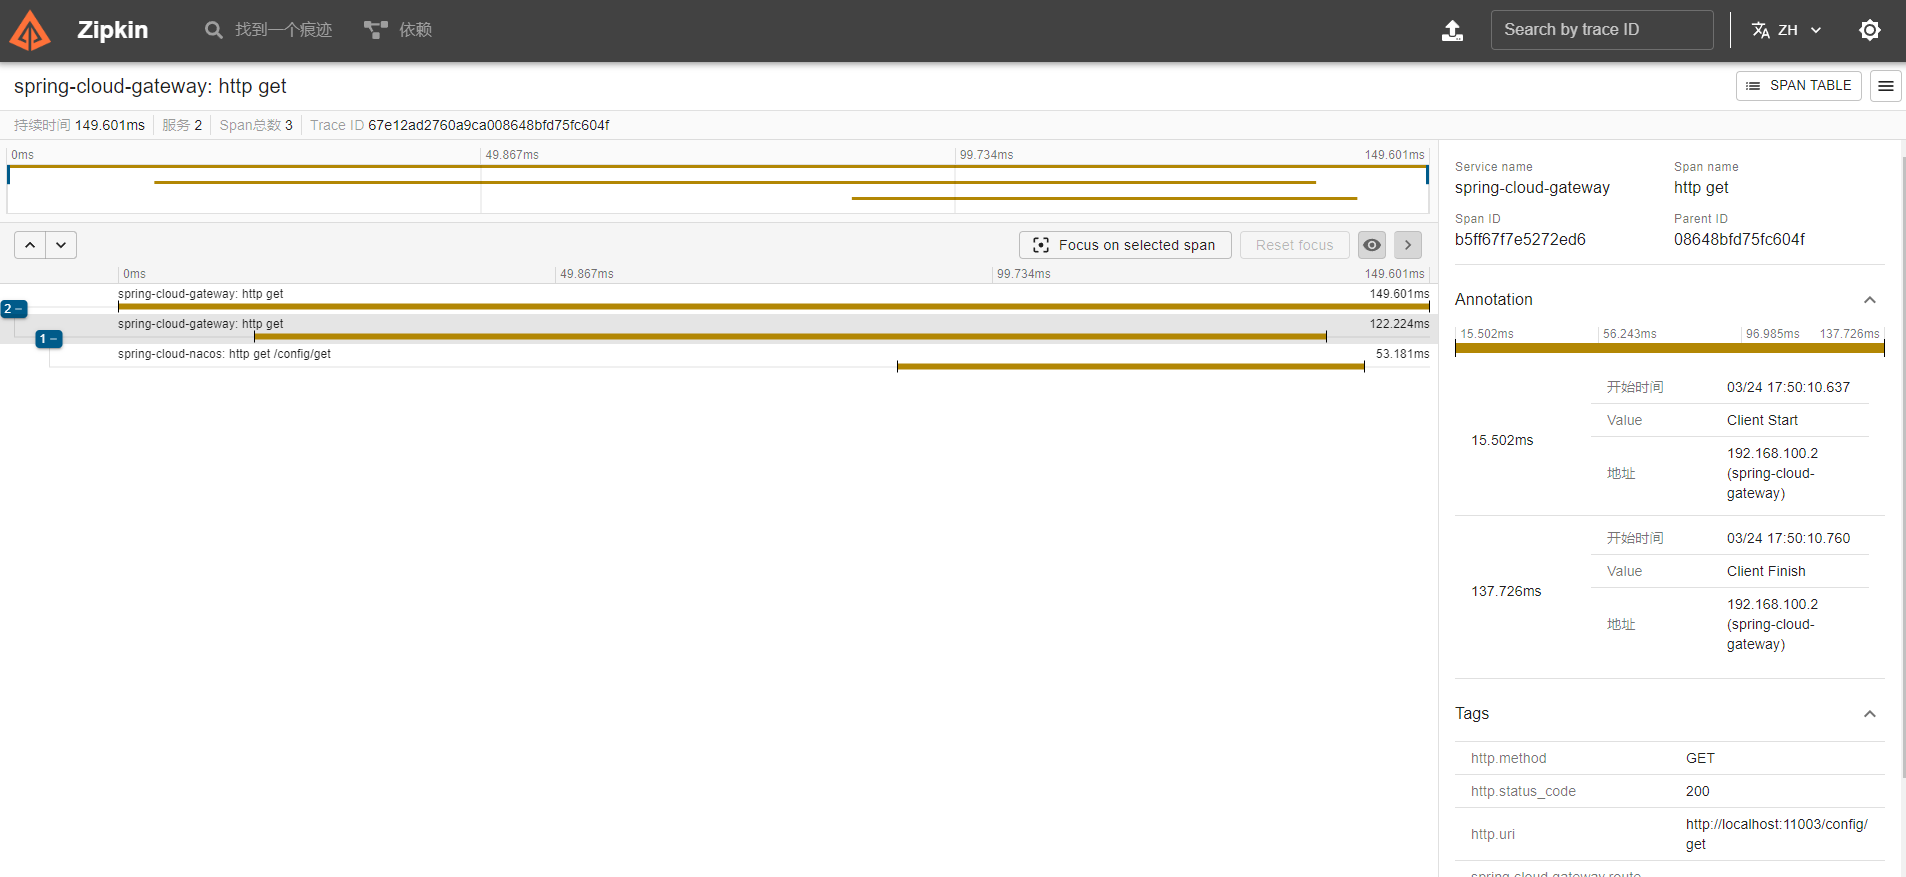 Zipkin
找到一个痕迹
依赖
Search by trace ID
ZH
spring-cloud-gateway: http get
SPAN TABLE
持续时间 149.601ms 服务 2 Span总数 3 Trace ID 67e12ad2760a9ca008648bfd75fc604f
0ms 49.867ms 99.734ms 149.601ms
Focus on selected span
Reset focus
0ms 49.867ms 99.734ms 149.601ms
spring-cloud-gateway: http get 149.601ms
2 −
spring-cloud-gateway: http get 122.224ms
1 −
spring-cloud-nacos: http get /config/get 53.181ms
Service name Span name
spring-cloud-gateway http get
Span ID Parent ID
b5ff67f7e5272ed6 08648bfd75fc604f
Annotation
15.502ms 56.243ms 96.985ms 137.726ms
开始时间 03/24 17:50:10.637
Value Client Start
15.502ms
地址 192.168.100.2
(spring-cloud-
gateway)
开始时间 03/24 17:50:10.760
Value Client Finish
137.726ms
地址 192.168.100.2
(spring-cloud-
gateway)
Tags
http.method GET
http.status_code 200
http.uri http://localhost:11003/config/
get
spring.cloud.gateway.route